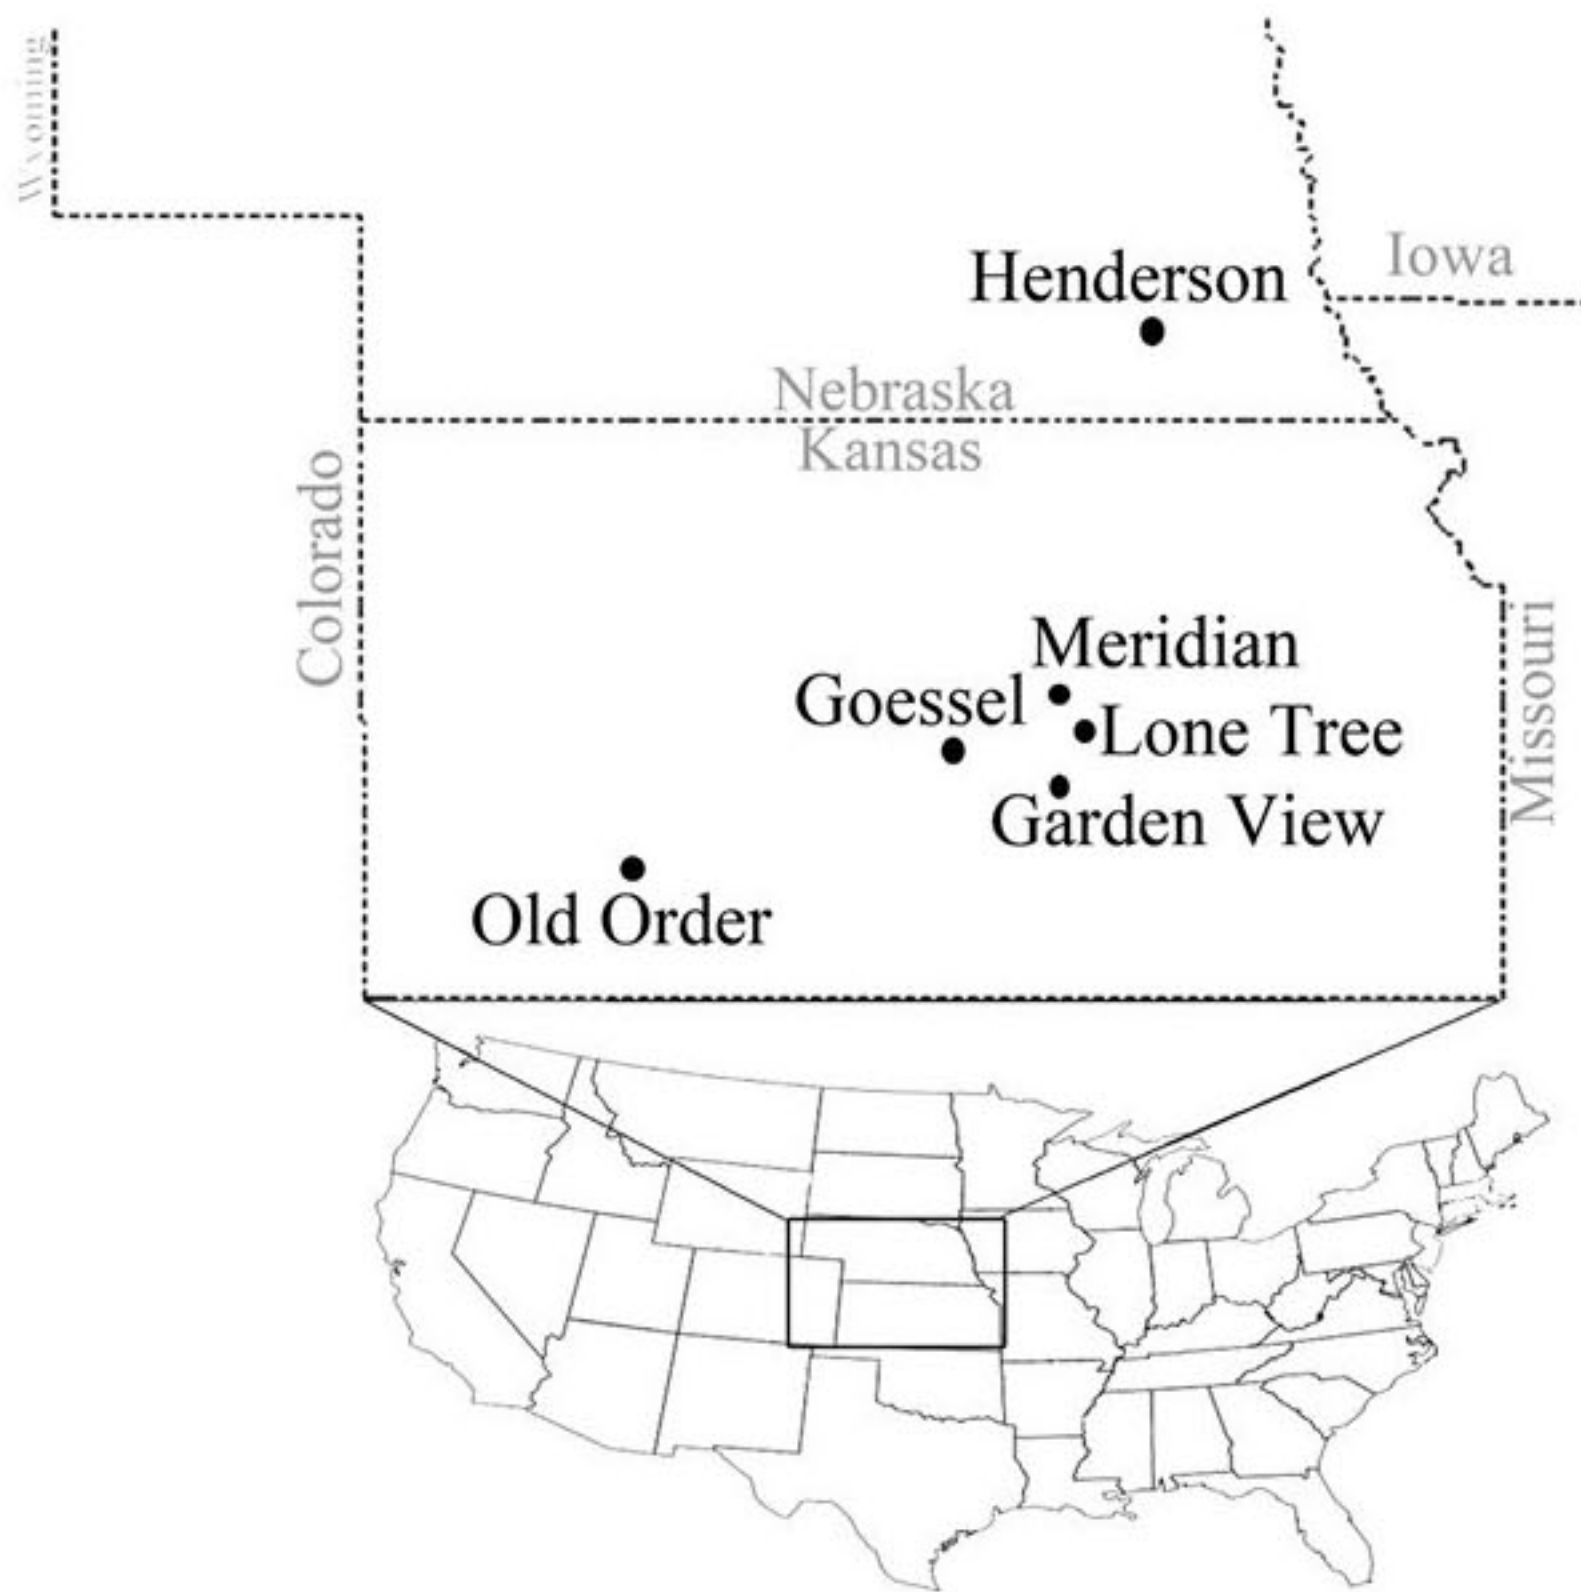 Wyoming
Iowa
Henderson
Nebraska
Kansas
Colorado
Meridian
Goessel
Lone Tree
Missouri
Garden View
Old Order